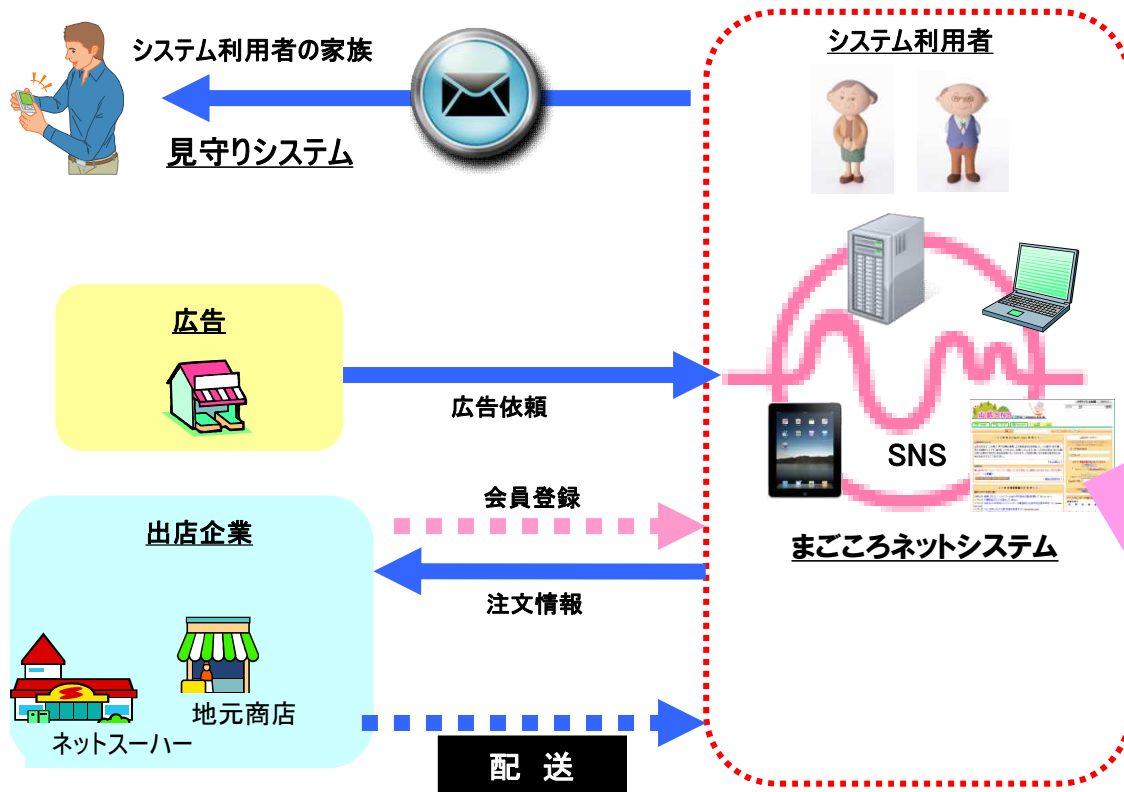 システム利用者の家族
見守りシステム
システム利用者
広告
広告依頼
SNS
会員登録
まごころネットシステム
出店企業
注文情報
地元商店
ネットスーハー
配 送